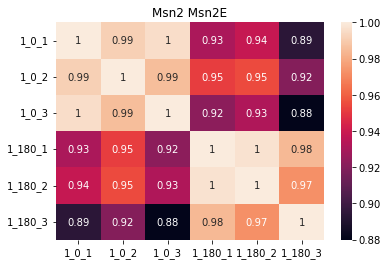 Msn2 Msn2E
1_0_1 1 0.99 1 0.93 0.94 0.89
1_0_2 0.99 1 0.99 0.95 0.95 0.92
1_0_3 1 0.99 1 0.92 0.93 0.88
1_180_1 0.93 0.95 0.92 1 1 0.98
1_180_2 0.94 0.95 0.93 1 1 0.97
1_180_3 0.89 0.92 0.88 0.98 0.97 1
1_0_1 1_0_2 1_0_3 1_180_1 1_180_2 1_180_3
1.00
0.98
0.96
0.94
0.92
0.90
0.88